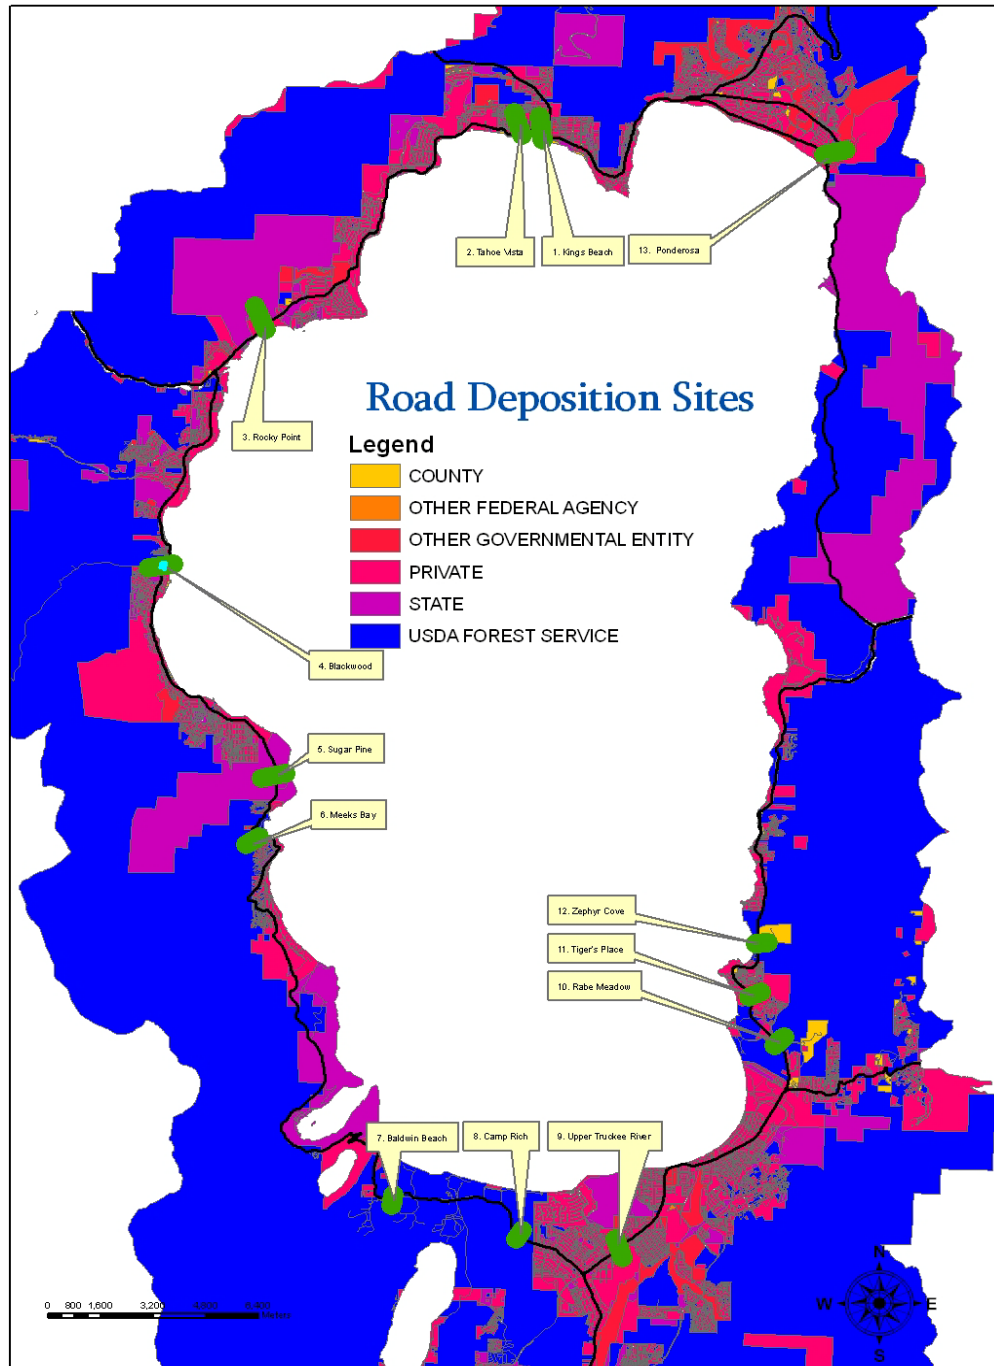 2. Tahoe Vista
1. Kings Beach
13. Ponderosa
3. Rocky Point
Road Deposition Sites
Legend
COUNTY
OTHER FEDERAL AGENCY
OTHER GOVERNMENTAL ENTITY
PRIVATE
STATE
USDA FOREST SERVICE
4. Blackwood
5. Sugar Pine
6. Meeks Bay
12. Zephyr Cove
11. Tiger's Place
10. Rabe Meadow
7. Baldwin Beach
8. Camp Rich
9. Upper Truckee River
N
W
E
S
0 800 1,600 3,200 4,800 6,400
Meters